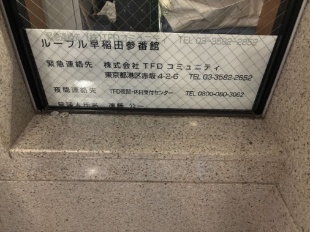 ルーブル早稲田参番館
緊急連絡先 株式会社TFDコミュニティ
東京都港区赤坂4-2-6 TEL 03-3582-2652
夜間連絡先 TFD夜間・休日受付センター TEL 0800-080-3062